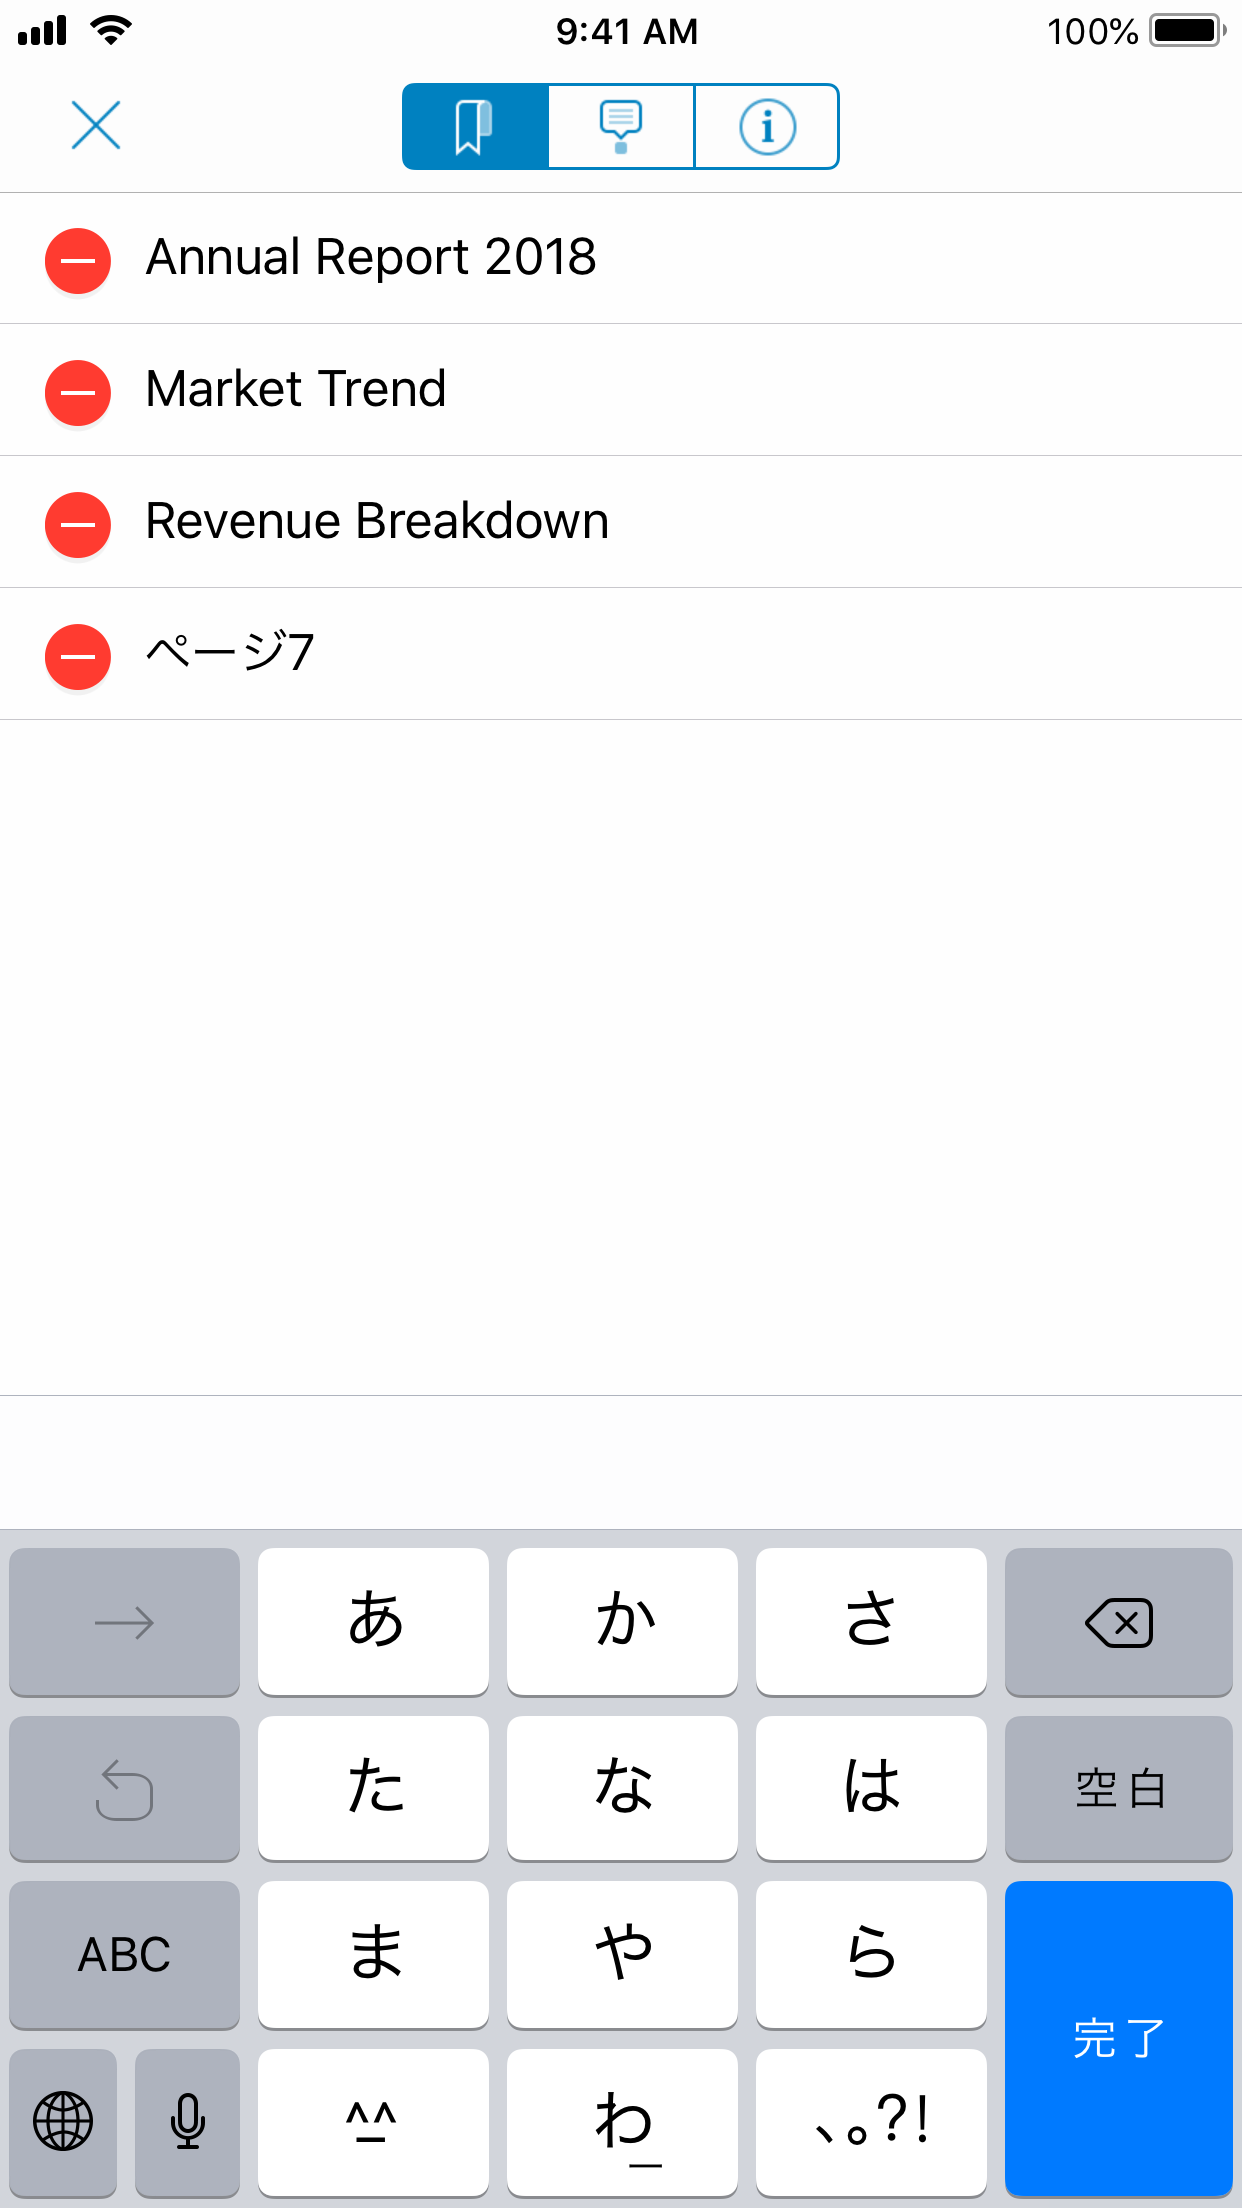 9:41 AM 100%
Annual Report 2018
Market Trend
Revenue Breakdown
ページ7
→ あ か さ
た な は 空白
ABC ま や ら 完了
^_^ わ_ 、。?!